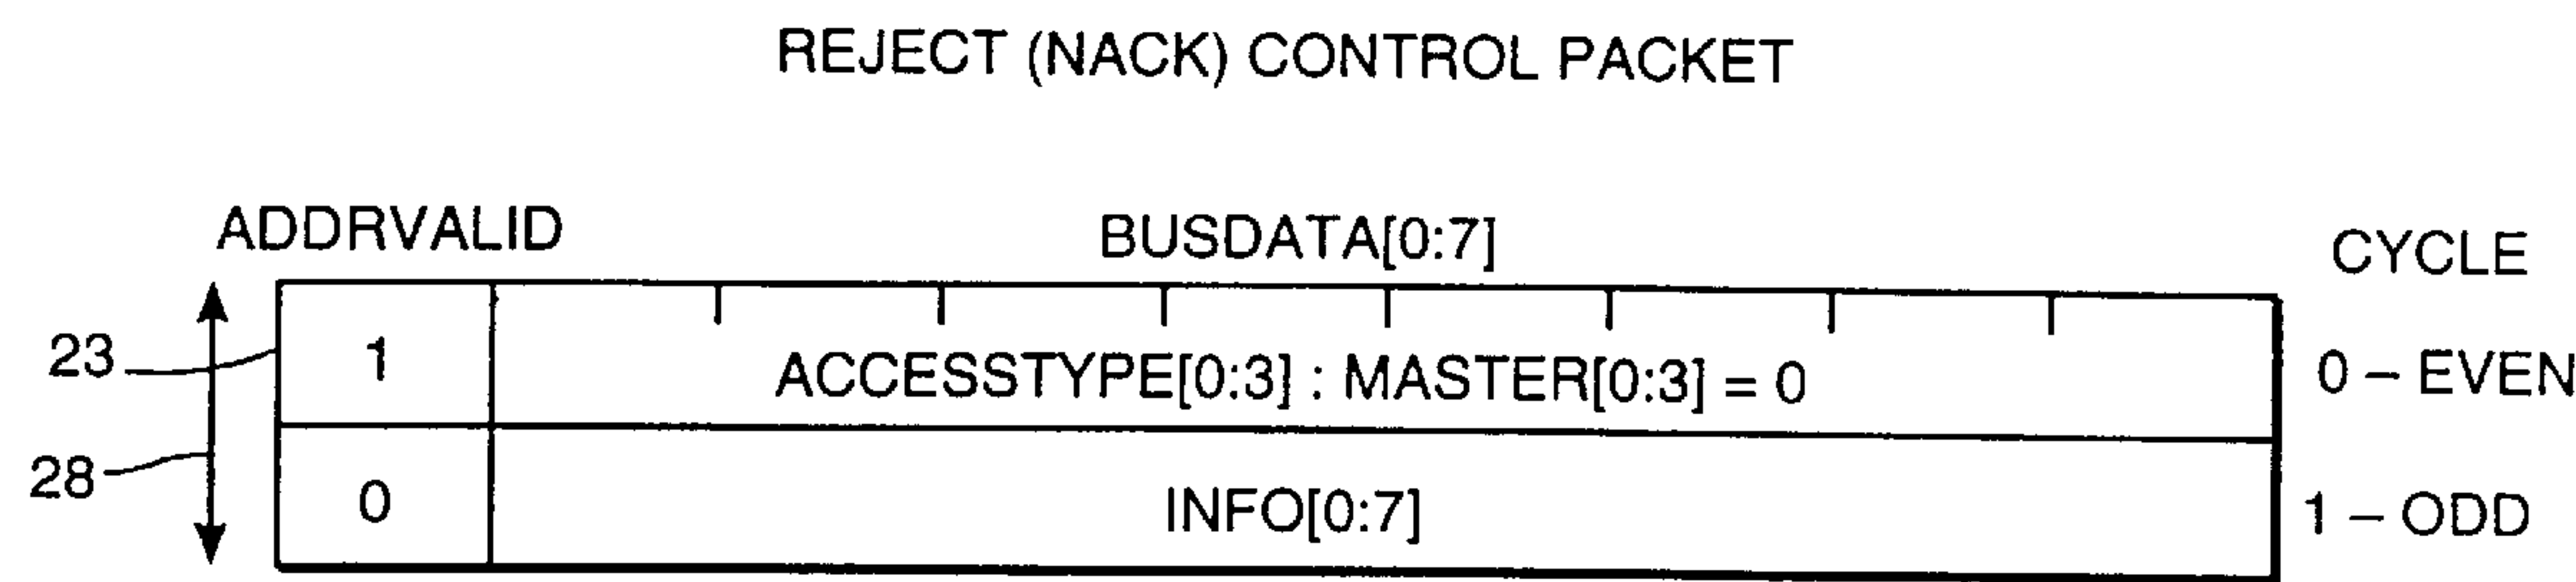 REJECT (NACK) CONTROL PACKET
ADDRVALID BUSDATA[0:7] CYCLE
23 1 ACCESSTYPE[0:3] : MASTER[0:3] = 0 0 – EVEN
28 0 INFO[0:7] 1 – ODD